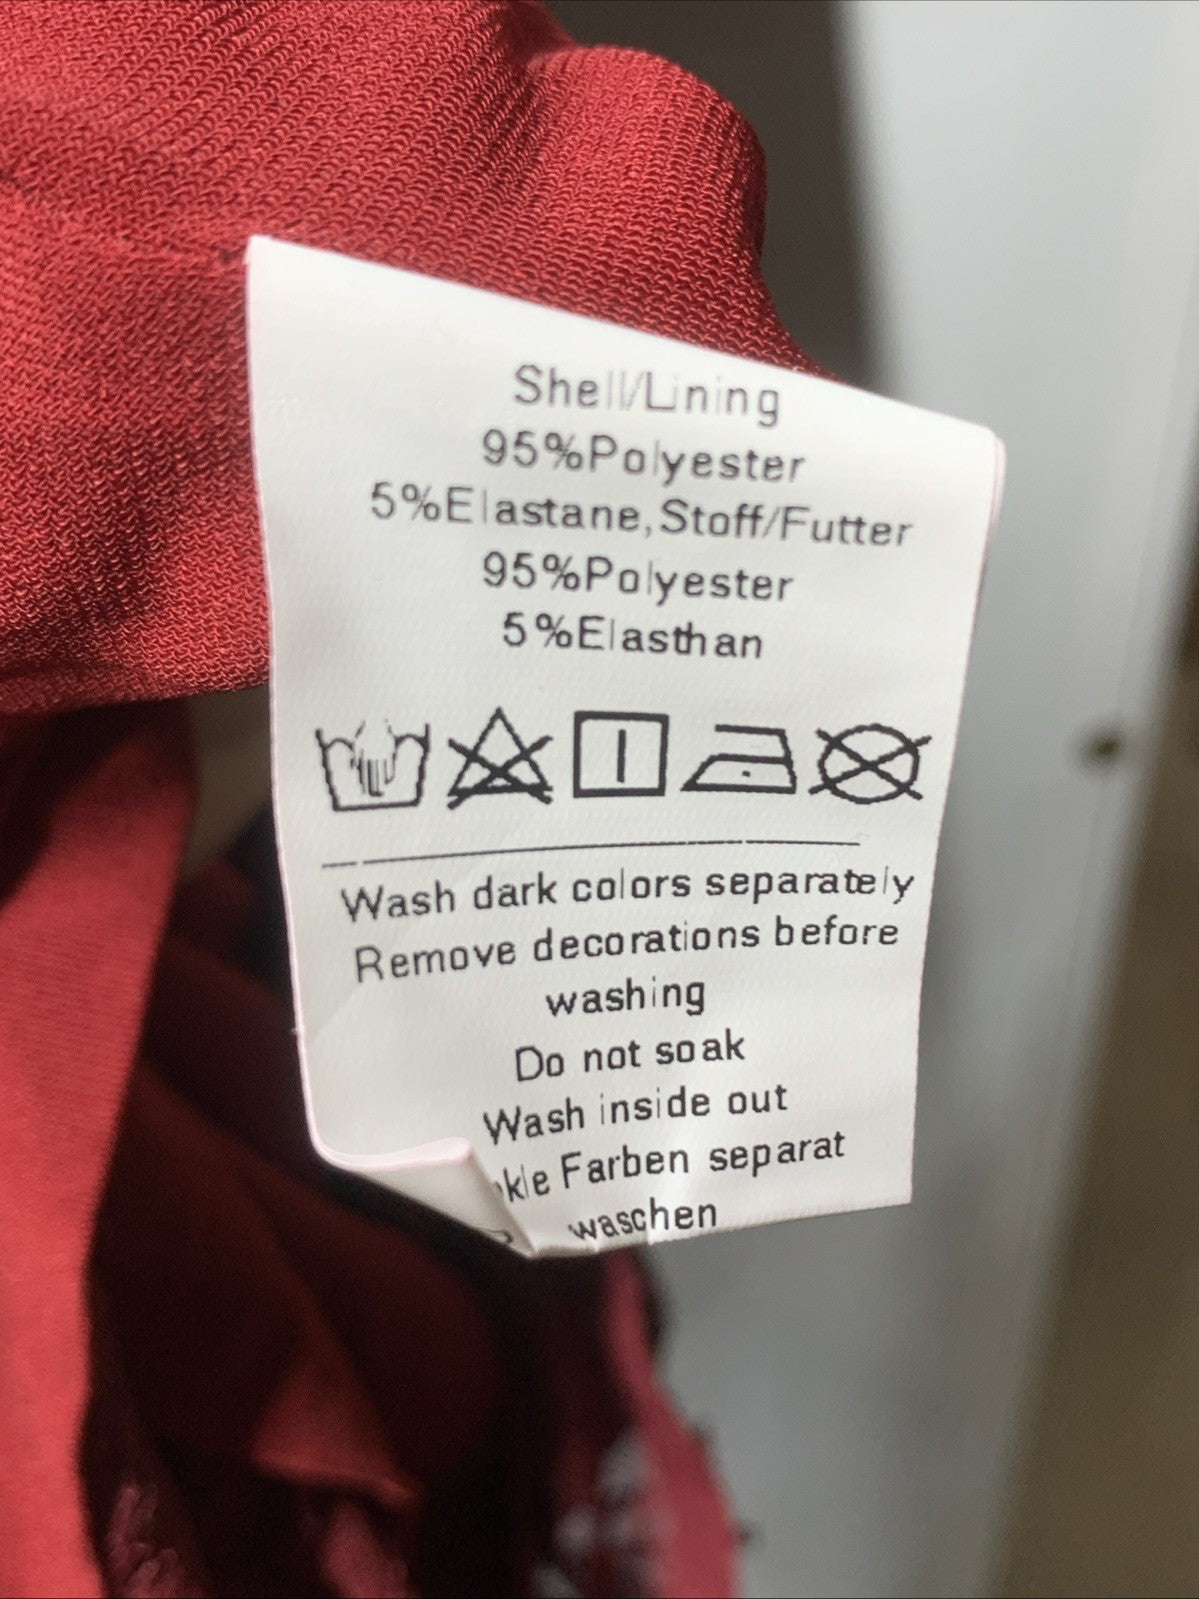 Shell/Lining
95%Polyester
5%Elastane,Stoff/Futter
95%Polyester
5%Elasthan
Wash dark colors separately
Remove decorations before
washing
Do not soak
Wash inside out
Farben separat
waschen